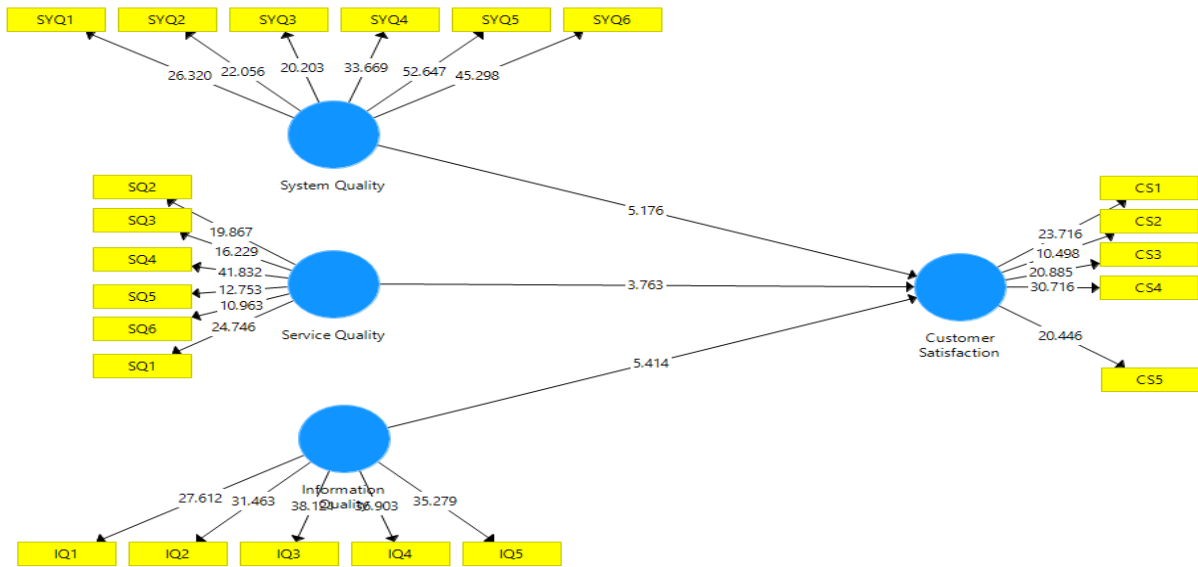 SYQ1 SYQ2 SYQ3 SYQ4 SYQ5 SYQ6
26.320 22.056 20.203 33.669 52.647 45.298
System Quality
5.176
SQ2
SQ3
SQ4
SQ5
SQ6
SQ1
19.867
16.229
41.832
12.753
10.963
24.746
Service Quality
3.763
CS1
CS2
CS3
CS4
CS5
23.716
10.498
20.885
30.716
20.446
Customer
Satisfaction
5.414
Information
Quality
27.612 31.463 35.279
IQ1 IQ2 IQ3 IQ4 IQ5